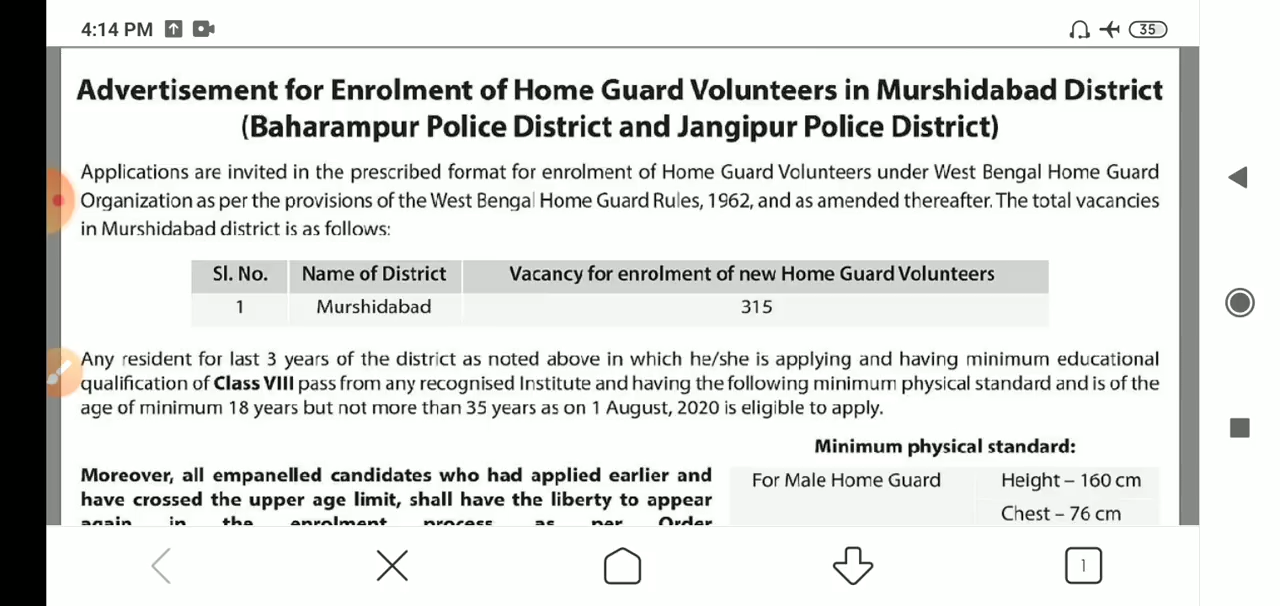 4:14 PM
35
Advertisement for Enrolment of Home Guard Volunteers in Murshidabad District
(Baharampur Police District and Jangipur Police District)
Applications are invited in the prescribed format for enrolment of Home Guard Volunteers under West Bengal Home Guard
Organization as per the provisions of the West Bengal Home Guard Rules, 1962, and as amended thereafter. The total vacancies
in Murshidabad district is as follows:
Sl. No. Name of District Vacancy for enrolment of new Home Guard Volunteers
1 Murshidabad 315
Any resident for last 3 years of the district as noted above in which he/she is applying and having minimum educational
qualification of Class VIII pass from any recognised Institute and having the following minimum physical standard and is of the
age of minimum 18 years but not more than 35 years as on 1 August, 2020 is eligible to apply.
Moreover, all empanelled candidates who had applied earlier and
have crossed the upper age limit, shall have the liberty to appear
again in the enrolment process as per Order
Minimum physical standard:
For Male Home Guard Height – 160 cm
Chest – 76 cm
1